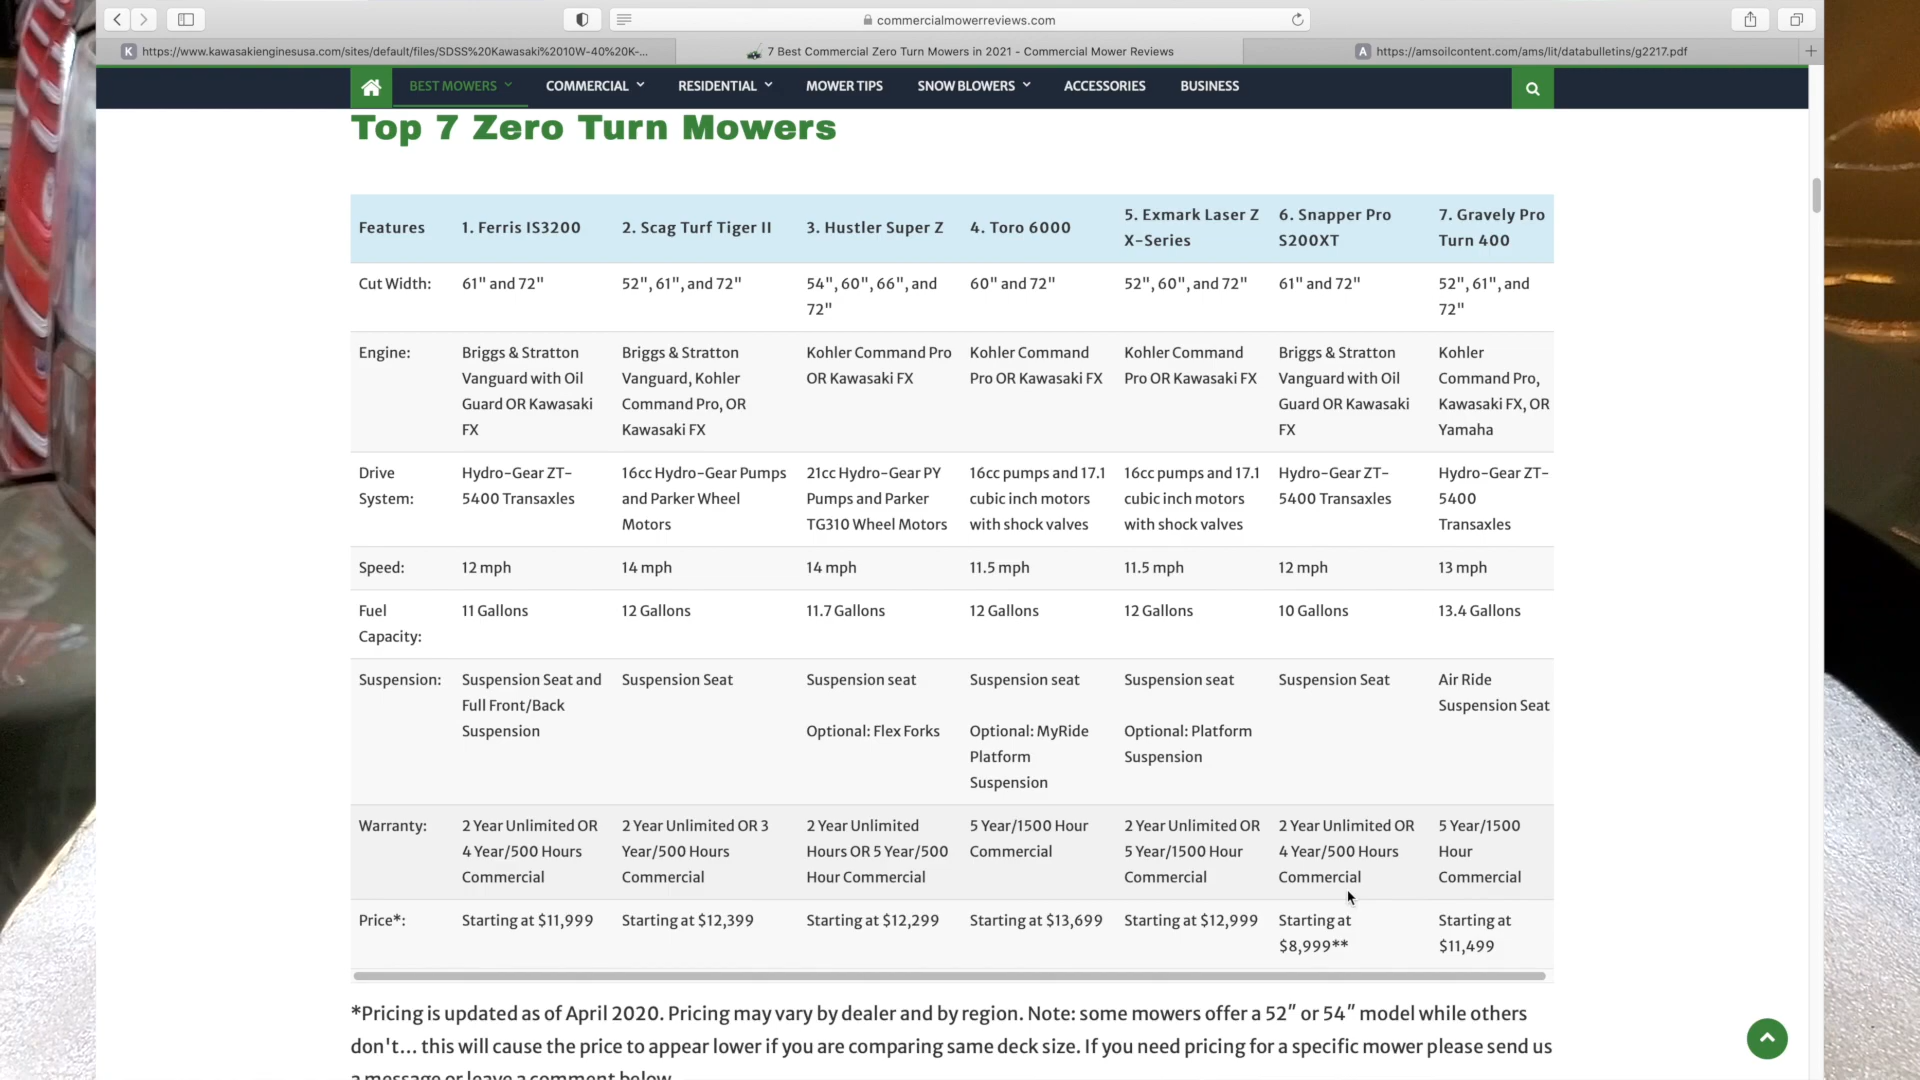 commercialmowerreviews.com
https://www.kawasakienginesusa.com/sites/default/files/SDSS%20Kawasaki%2010W-40%20K-...
7 Best Commercial Zero Turn Mowers in 2021 - Commercial Mower Reviews
https://amsoilcontent.com/ams/lit/databulletins/g2217.pdf
BEST MOWERS COMMERCIAL RESIDENTIAL MOWER TIPS SNOW BLOWERS ACCESSORIES BUSINESS
Top 7 Zero Turn Mowers
Features
1. Ferris IS3200
2. Scag Turf Tiger II
3. Hustler Super Z
4. Toro 6000
5. Exmark Laser Z
X-Series
6. Snapper Pro
S200XT
7. Gravely Pro
Turn 400
Cut Width:
61" and 72"
52", 61", and 72"
54", 60", 66", and
72"
60" and 72"
52", 60", and 72"
61" and 72"
52", 61", and
72"
Engine:
Briggs & Stratton
Vanguard with Oil
Guard OR Kawasaki
FX
Briggs & Stratton
Vanguard, Kohler
Command Pro, OR
Kawasaki FX
Kohler Command Pro
OR Kawasaki FX
Kohler Command
Pro OR Kawasaki FX
Kohler Command
Pro OR Kawasaki FX
Briggs & Stratton
Vanguard with Oil
Guard OR Kawasaki
FX
Kohler
Command Pro,
Kawasaki FX, OR
Yamaha
Drive
System:
Hydro-Gear ZT-
5400 Transaxles
16cc Hydro-Gear Pumps
and Parker Wheel
Motors
21cc Hydro-Gear PY
Pumps and Parker
TG310 Wheel Motors
16cc pumps and 17.1
cubic inch motors
with shock valves
16cc pumps and 17.1
cubic inch motors
with shock valves
Hydro-Gear ZT-
5400 Transaxles
Hydro-Gear ZT-
5400
Transaxles
Speed:
12 mph
14 mph
14 mph
11.5 mph
11.5 mph
12 mph
13 mph
Fuel
Capacity:
11 Gallons
12 Gallons
11.7 Gallons
12 Gallons
12 Gallons
10 Gallons
13.4 Gallons
Suspension:
Suspension Seat and
Full Front/Back
Suspension
Suspension Seat
Suspension seat
Optional: Flex Forks
Suspension seat
Optional: MyRide
Platform
Suspension
Suspension seat
Optional: Platform
Suspension
Suspension Seat
Air Ride
Suspension Seat
Warranty:
2 Year Unlimited OR
4 Year/500 Hours
Commercial
2 Year Unlimited OR 3
Year/500 Hours
Commercial
2 Year Unlimited
Hours OR 5 Year/500
Hour Commercial
5 Year/1500 Hour
Commercial
2 Year Unlimited OR
5 Year/1500 Hour
Commercial
2 Year Unlimited OR
4 Year/500 Hours
Commercial
5 Year/1500
Hour
Commercial
Price*:
Starting at $11,999
Starting at $12,399
Starting at $12,299
Starting at $13,699
Starting at $12,999
Starting at
$8,999**
Starting at
$11,499
*Pricing is updated as of April 2020. Pricing may vary by dealer and by region. Note: some mowers offer a 52″ or 54″ model while others
don't... this will cause the price to appear lower if you are comparing same deck size. If you need pricing for a specific mower please send us
a message or leave a comment below.